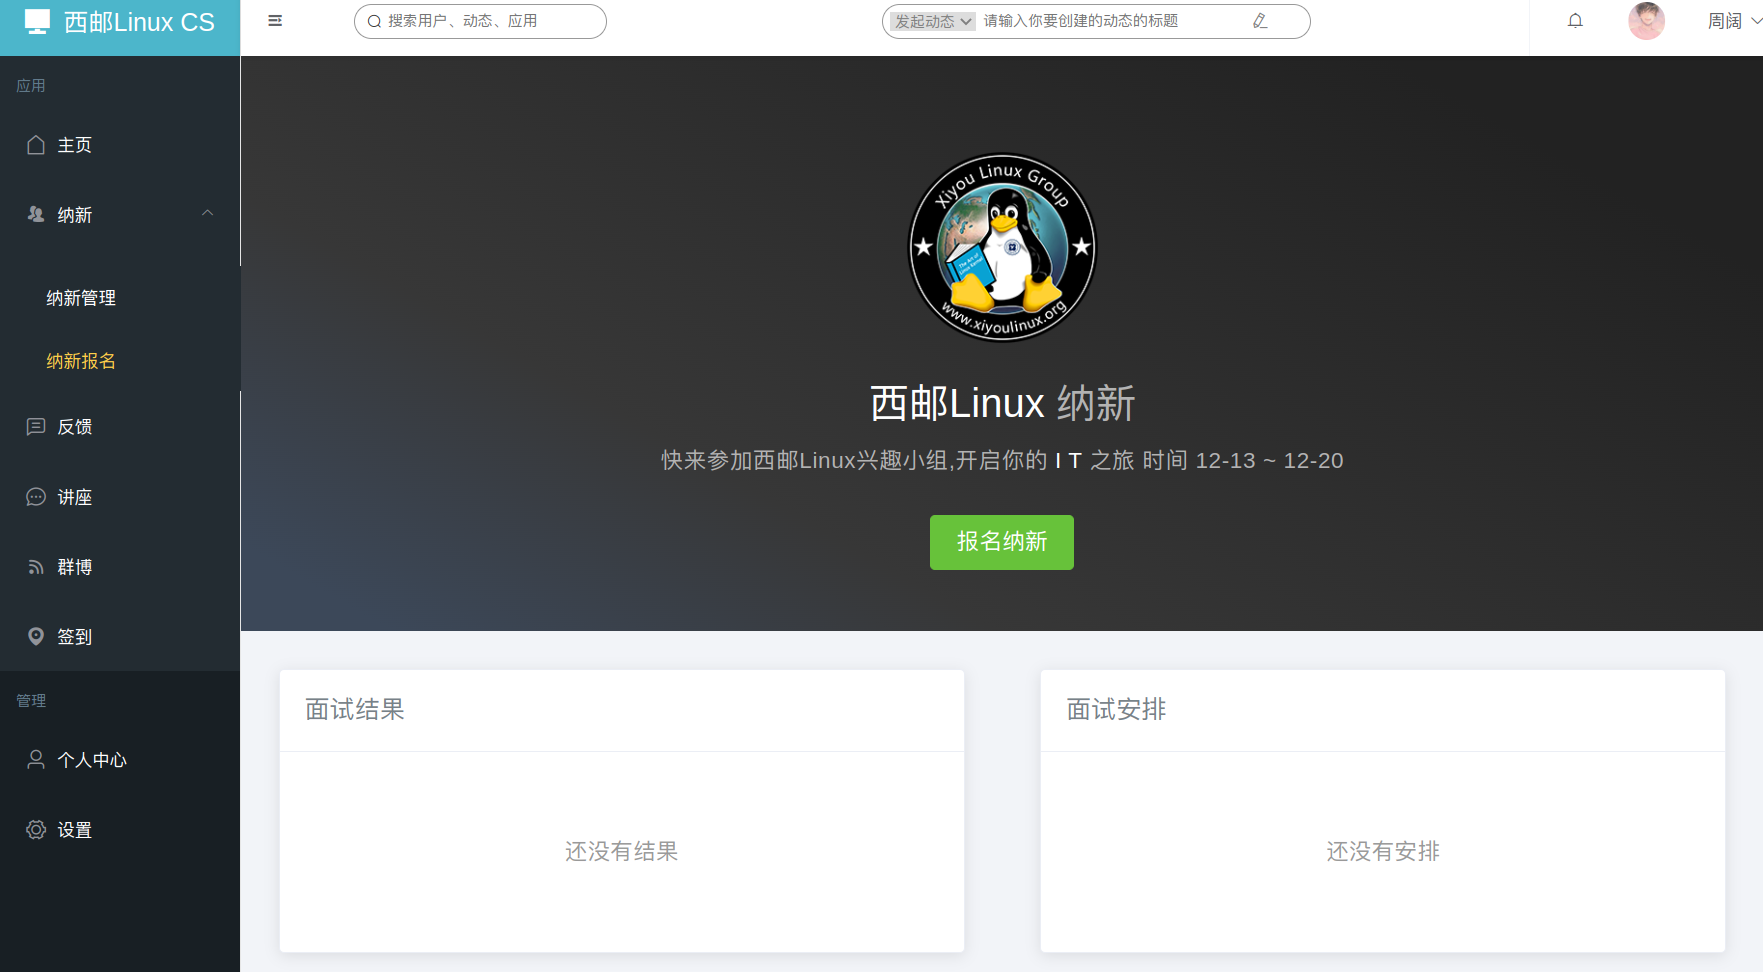 西邮Linux CS
搜索用户、动态、应用
发起动态 请输入你要创建的动态的标题
周阔
应用
主页
纳新
纳新管理
纳新报名
反馈
讲座
群博
签到
管理
个人中心
设置
Xiyou Linux Group
The Art of
Linux Kernel
www.xiyoulinux.org
西邮Linux 纳新
快来参加西邮Linux兴趣小组,开启你的 I T 之旅 时间 12-13 ~ 12-20
报名纳新
面试结果
还没有结果
面试安排
还没有安排